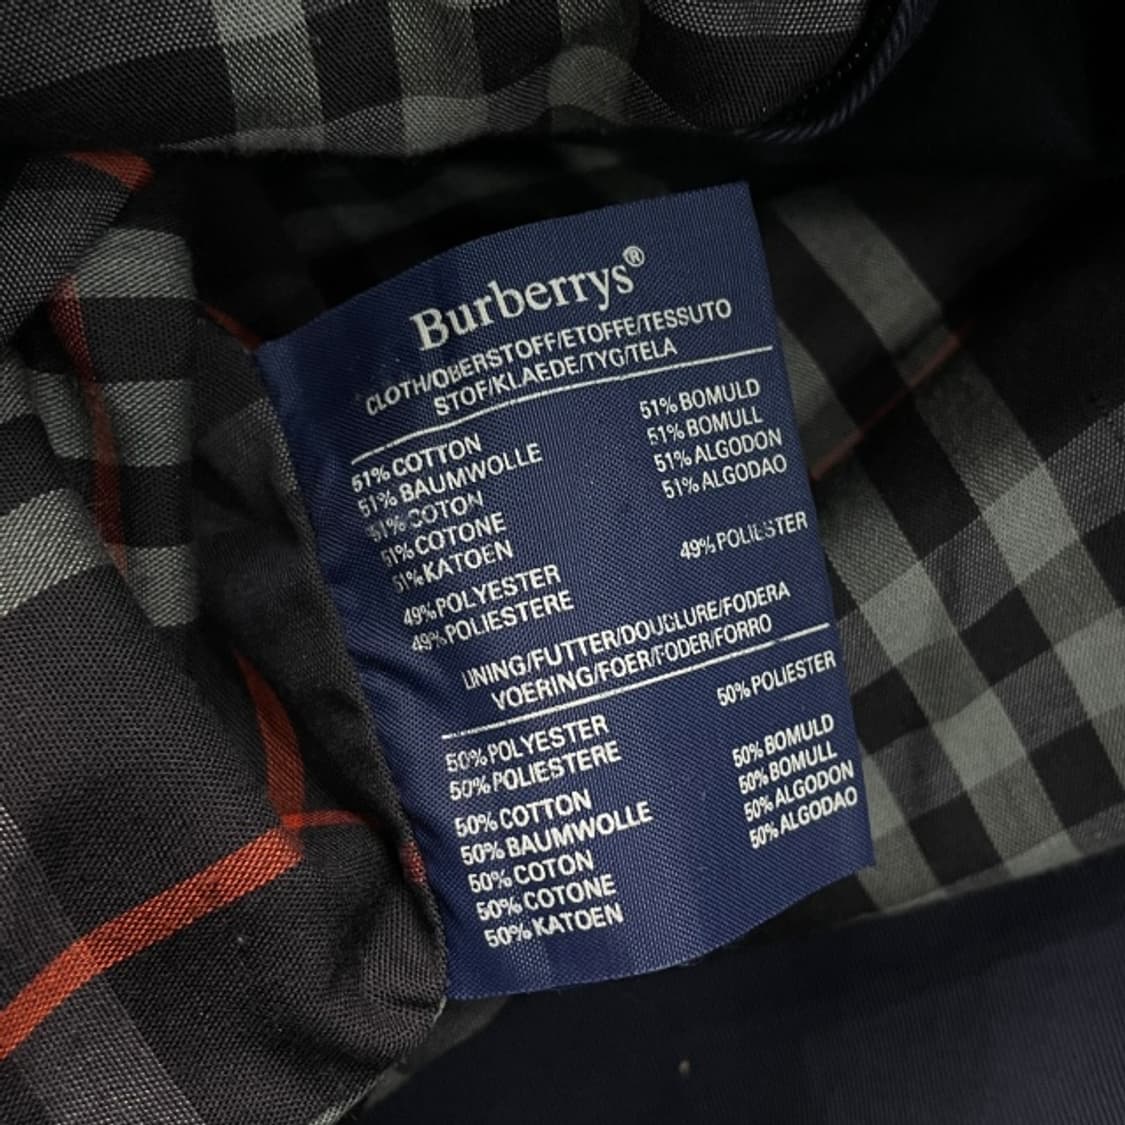 Burberrys®
CLOTH/OBERSTOFF/ETOFFE/TESSUTO
STOF/KLAEDE/TYG/TELA
51% COTTON
51% BAUMWOLLE
51% COTON
51% COTONE
51% KATOEN
51% BOMULD
51% BOMULL
51% ALGODON
51% ALGODAO
49% POLYESTER
49% POLIESTERE
49% POLIESTER
LINING/FUTTER/DOUBLURE/FODERA
VOERING/FOER/FODER/FORRO
50% POLYESTER
50% POLIESTERE
50% POLIESTER
50% COTTON
50% BAUMWOLLE
50% COTON
50% COTONE
50% KATOEN
50% BOMULD
50% BOMULL
50% ALGODON
50% ALGODAO